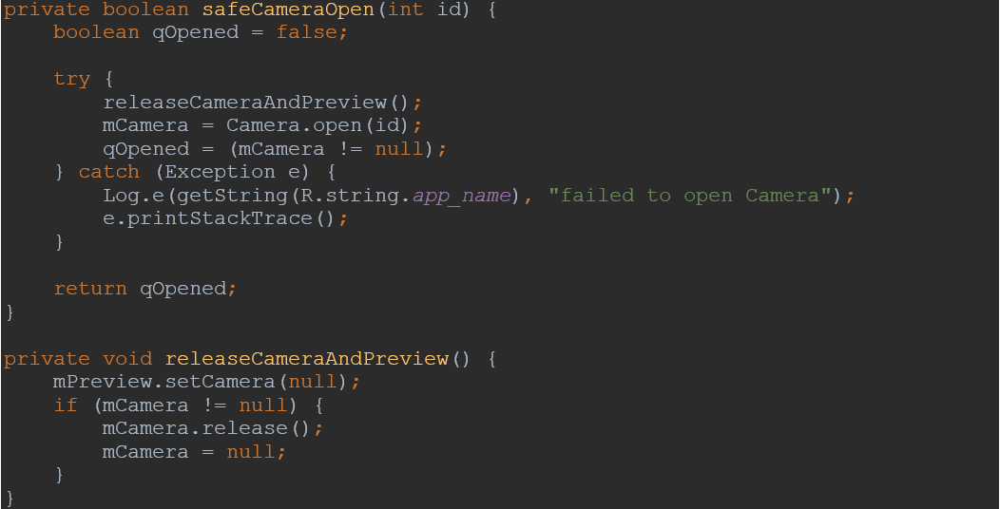 private boolean safeCameraOpen(int id) {
    boolean qOpened = false;

    try {
        releaseCameraAndPreview();
        mCamera = Camera.open(id);
        qOpened = (mCamera != null);
    } catch (Exception e) {
        Log.e(getString(R.string.app_name), "failed to open Camera");
        e.printStackTrace();
    }

    return qOpened;
}

private void releaseCameraAndPreview() {
    mPreview.setCamera(null);
    if (mCamera != null) {
        mCamera.release();
        mCamera = null;
    }
}